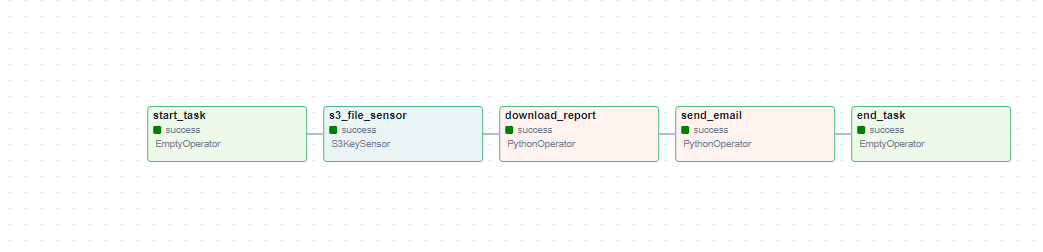 start_task
success
EmptyOperator
s3_file_sensor
success
S3KeySensor
download_report
success
PythonOperator
send_email
success
PythonOperator
end_task
success
EmptyOperator